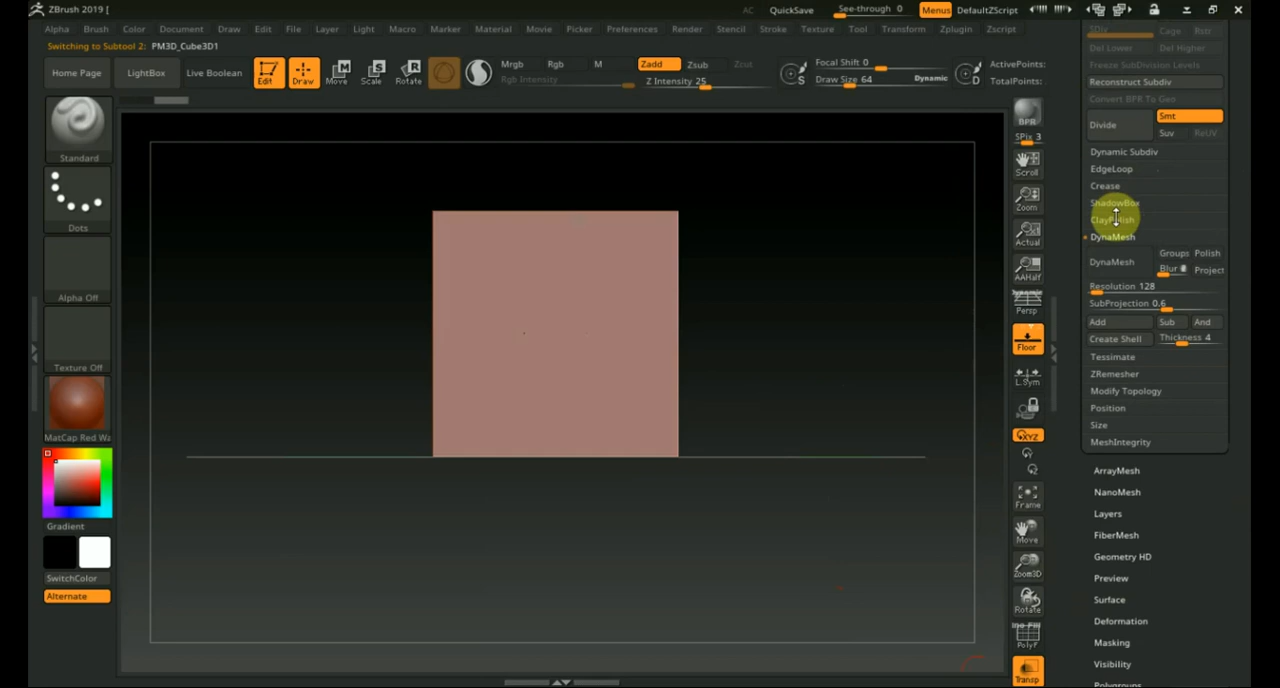 ZBrush 2019 [
AC QuickSave See-through 0 Menus DefaultZScript
Alpha Brush Color Document Draw Edit File Layer Light Macro Marker Material Movie Picker Preferences Render Stencil Stroke Texture Tool Transform Zplugin Zscript
Switching to Subtool 2: PM3D_Cube3D1
Home Page LightBox Live Boolean Edit Draw Move Scale Rotate
Mrgb Rgb M Zadd Zsub Zcut
Rgb Intensity Z Intensity 25
Focal Shift 0
Draw Size 64 Dynamic
S D
ActivePoints:
TotalPoints:
Standard
Dots
Alpha Off
Texture Off
MatCap Red Wa
Gradient
SwitchColor
Alternate
BPR
SPix 3
Scroll
Zoom
Actual
AAHalf
Dynamic
Persp
Floor
L.Sym
XYZ
Frame
Move
Zoom3D
Rotate
PolyF
Transp
SDiv Cage Rstr
Del Lower Del Higher
Freeze SubDivision Levels
Reconstruct Subdiv
Convert BPR To Geo
Divide Smt
Suv ReUV
Dynamic Subdiv
EdgeLoop
Crease
ShadowBox
ClayPolish
DynaMesh
DynaMesh Groups Polish
Blur Project
Resolution 128
SubProjection 0.6
Add Sub And
Create Shell Thickness 4
Tessimate
ZRemesher
Modify Topology
Position
Size
MeshIntegrity
ArrayMesh
NanoMesh
Layers
FiberMesh
Geometry HD
Preview
Surface
Deformation
Masking
Visibility
Polygroups